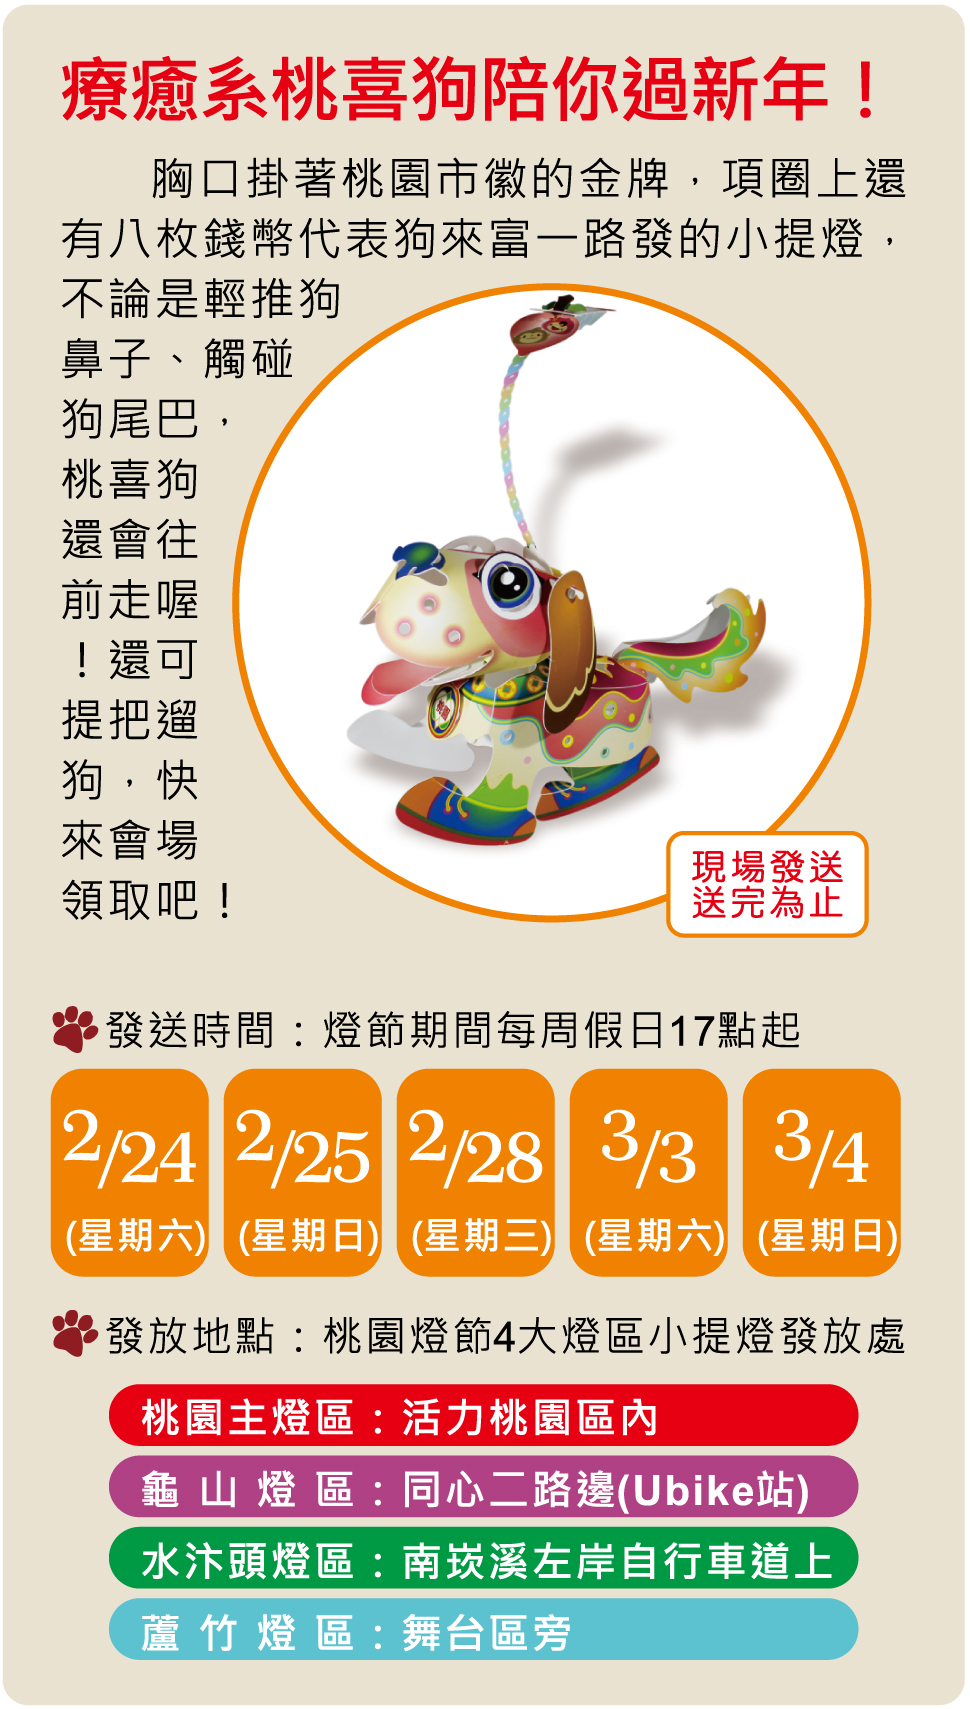 療癒系桃喜狗陪你過新年！
胸口掛著桃園市徽的金牌，項圈上還
有八枚錢幣代表狗來富一路發的小提燈，
不論是輕推狗
鼻子、觸碰
狗尾巴，
桃喜狗
還會往
前走喔
！還可
提把遛
狗，快
來會場
領取吧！
桃園
現場發送
送完為止
發送時間：燈節期間每周假日17點起
2/24 2/25 2/28 3/3 3/4
(星期六) (星期日) (星期三) (星期六) (星期日)
發放地點：桃園燈節4大燈區小提燈發放處
桃園主燈區：活力桃園區內
龜山燈區：同心二路邊(Ubike站)
水汴頭燈區：南崁溪左岸自行車道上
蘆竹燈區：舞台區旁